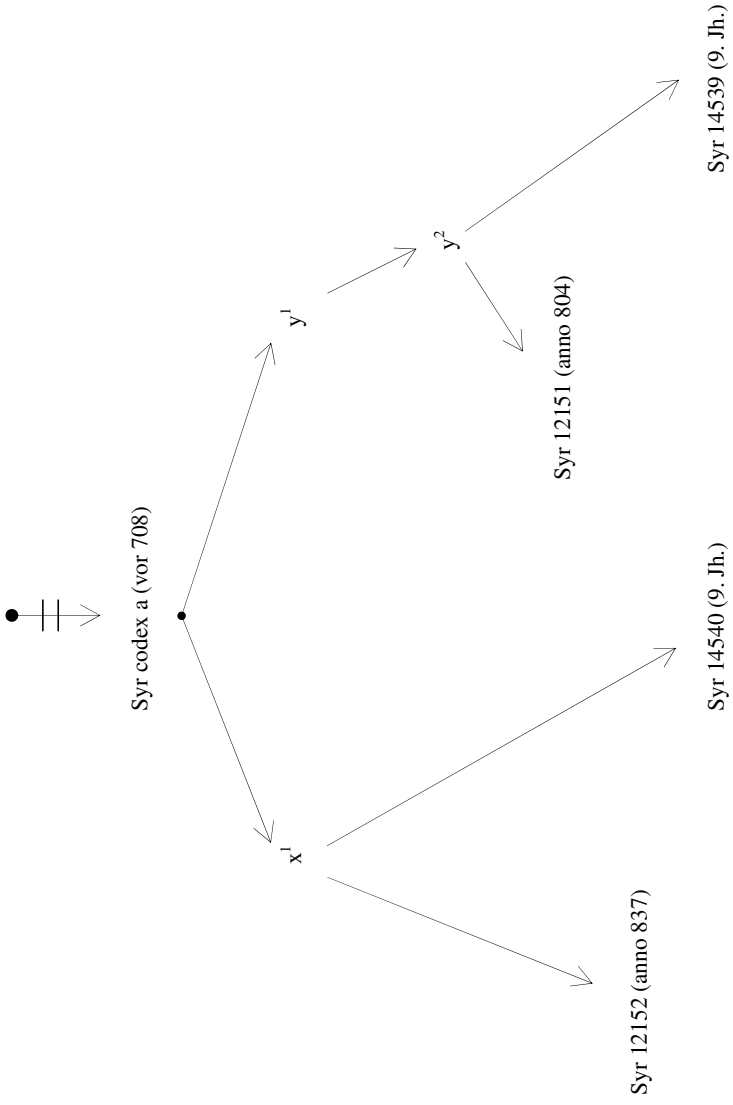 Syr codex a (vor 708)
x¹
y¹
y²
Syr 12151 (anno 804)
Syr 12152 (anno 837)
Syr 14540 (9. Jh.)
Syr 14539 (9. Jh.)